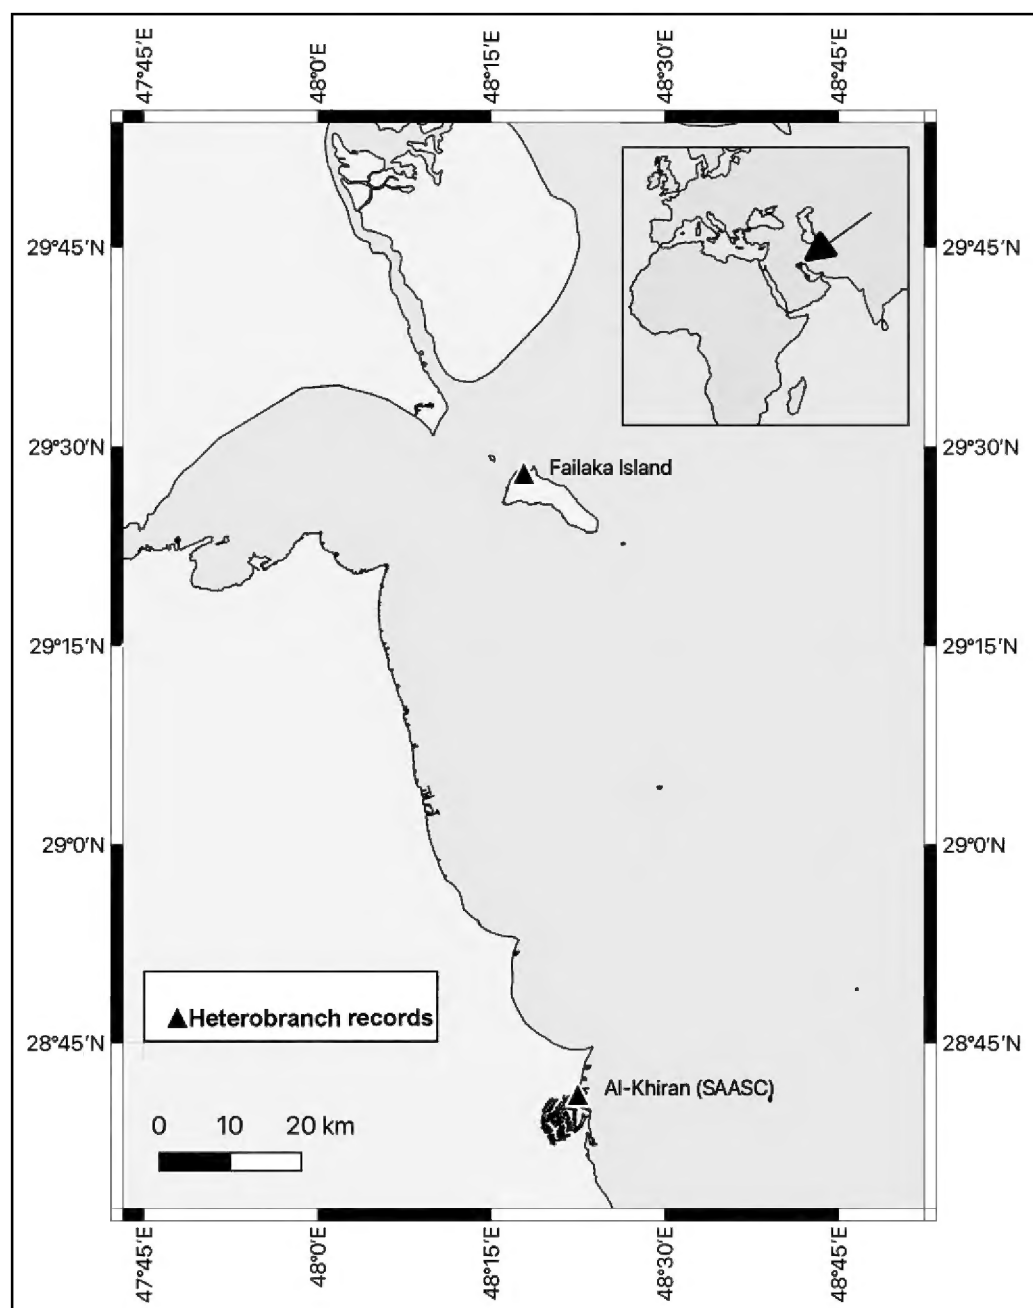 47°45'E
48°0'E
48°15'E
48°30'E
48°45'E
29°45'N
29°45'N
29°30'N
29°30'N
Failaka Island
29°15'N
29°15'N
29°0'N
29°0'N
Heterobranch records
28°45'N
28°45'N
Al-Khiran (SAASC)
0 10 20 km
47°45'E
48°0'E
48°15'E
48°30'E
48°45'E